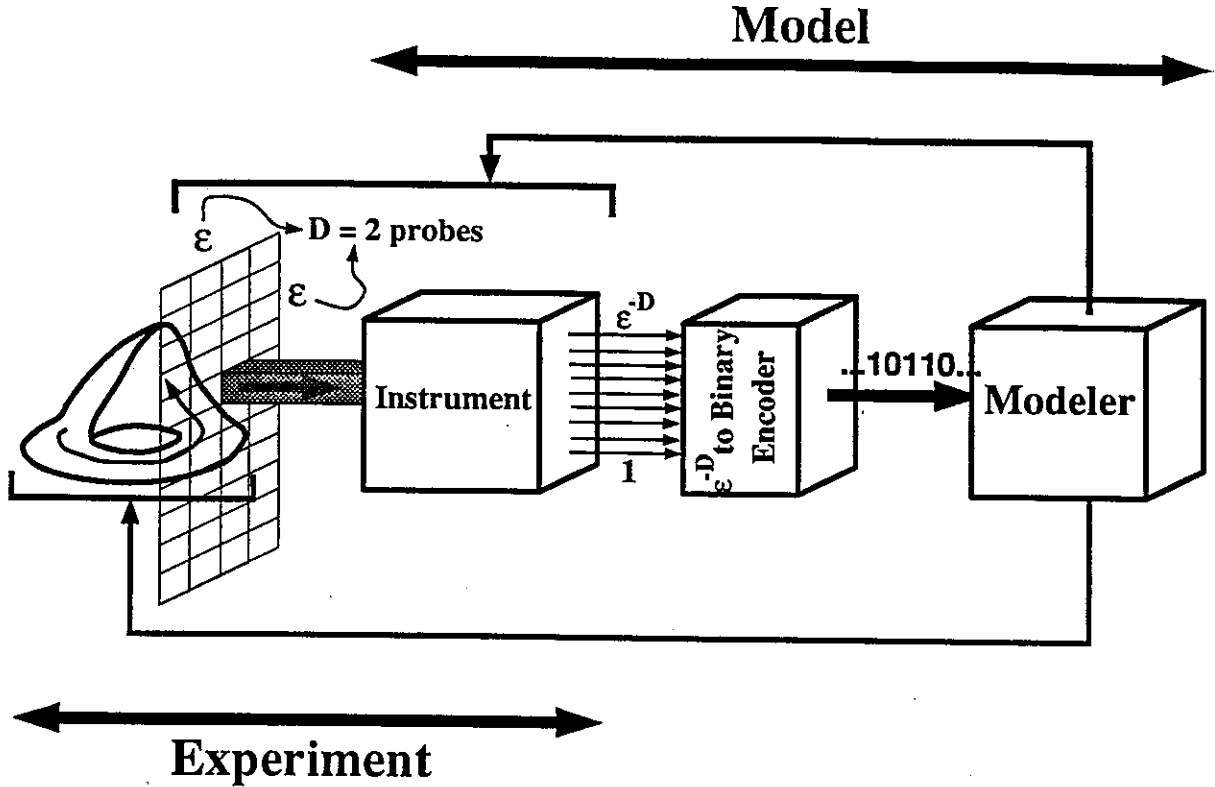 Model
ε
D = 2 probes
ε
Instrument
ε-D
1
ε-D to Binary
Encoder
...10110...
Modeler
Experiment